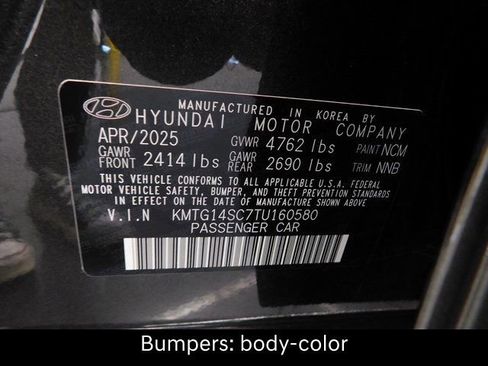 MANUFACTURED IN KOREA BY
HYUNDAI MOTOR COMPANY
APR/2025 GVWR 4762 lbs PAINT NCM
GAWR FRONT 2414 lbs GAWR REAR 2690 lbs TRIM NNB
THIS VEHICLE CONFORMS TO ALL APPLICABLE U.S.A. FEDERAL
MOTOR VEHICLE SAFETY, BUMPER, AND THEFT PREVENTION STANDARDS
IN EFFECT ON THE DATE OF MANUFACTURE SHOWN ABOVE.
V.I.N KMTG14SC7TU160580
PASSENGER CAR
Bumpers: body-color